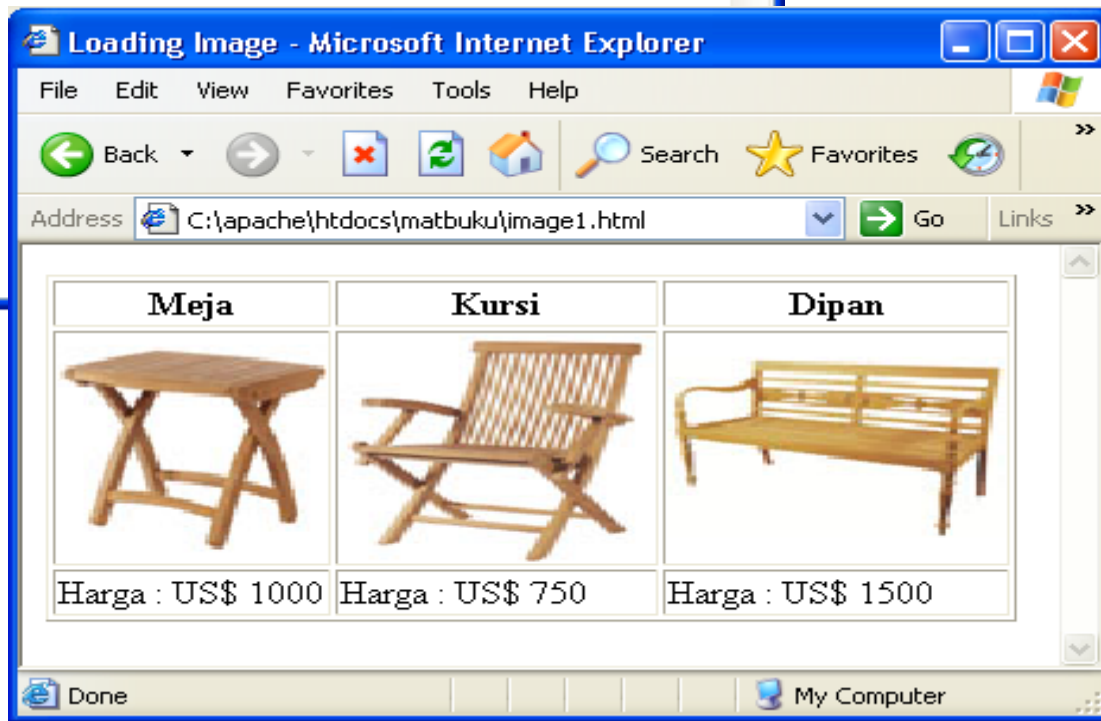 Loading Image - Microsoft Internet Explorer
File Edit View Favorites Tools Help
Back Search Favorites »
Address C:\apache\htdocs\matbuku\image1.html Go Links »
Meja Kursi Dipan
Harga : US$ 1000 Harga : US$ 750 Harga : US$ 1500
Done My Computer